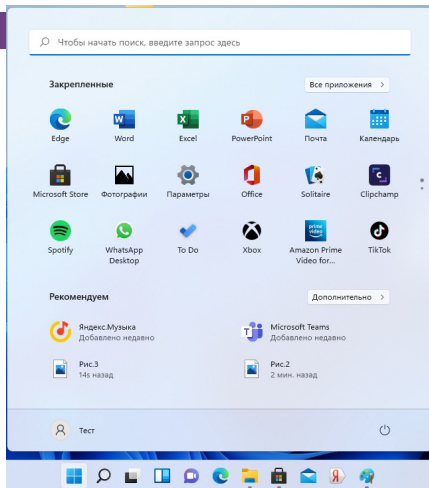 Чтобы начать поиск, введите запрос здесь
Закрепленные
Все приложения >
Edge
Word
Excel
PowerPoint
Почта
Календарь
Microsoft Store
Фотографии
Параметры
Office
Solitaire
Clipchamp
Spotify
WhatsApp Desktop
To Do
Xbox
prime video
Amazon Prime Video for...
TikTok
Рекомендуем
Дополнительно >
Яндекс.Музыка
Добавлено недавно
Microsoft Teams
Добавлено недавно
Рис.3
14s назад
Рис.2
2 мин. назад
Тест